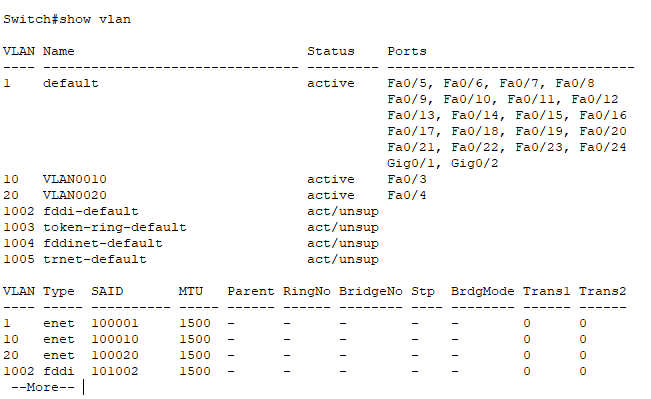 Switch#show vlan
VLAN Name                             Status    Ports
---- -------------------------------- --------- -------------------------------
1    default                          active    Fa0/5, Fa0/6, Fa0/7, Fa0/8
                                                Fa0/9, Fa0/10, Fa0/11, Fa0/12
                                                Fa0/13, Fa0/14, Fa0/15, Fa0/16
                                                Fa0/17, Fa0/18, Fa0/19, Fa0/20
                                                Fa0/21, Fa0/22, Fa0/23, Fa0/24
                                                Gig0/1, Gig0/2
10   VLAN0010                         active    Fa0/3
20   VLAN0020                         active    Fa0/4
1002 fddi-default                     act/unsup
1003 token-ring-default               act/unsup
1004 fddinet-default                  act/unsup
1005 trnet-default                    act/unsup
VLAN Type  SAID       MTU   Parent RingNo BridgeNo Stp  BrdgMode Trans1 Trans2
---- ----- ---------- ----- ------ ------ -------- ---- -------- ------ ------
1    enet  100001     1500  -      -      -        -    -        0      0
10   enet  100010     1500  -      -      -        -    -        0      0
20   enet  100020     1500  -      -      -        -    -        0      0
1002 fddi  101002     1500  -      -      -        -    -        0      0
 --More--